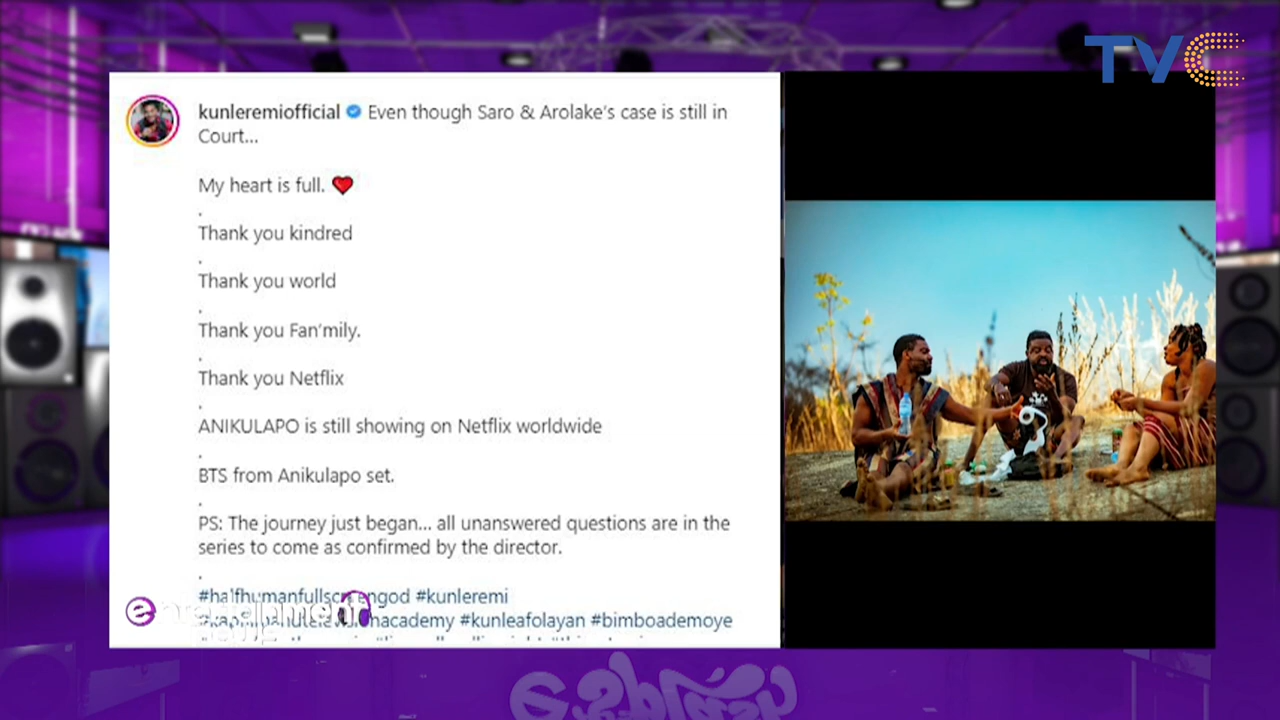 TVC
kunleremiofficial Even though Saro & Arolake's case is still in
Court...
My heart is full. ❤️
.
Thank you kindred
.
Thank you world
.
Thank you Fan'mily.
.
Thank you Netflix
.
ANIKULAPO is still showing on Netflix worldwide
.
BTS from Anikulapo set.
.
PS: The journey just began... all unanswered questions are in the
series to come as confirmed by the director.
.
#halfhumanfullscreengod #kunleremi
#kunleafolayan #bimboademoye
entertainment